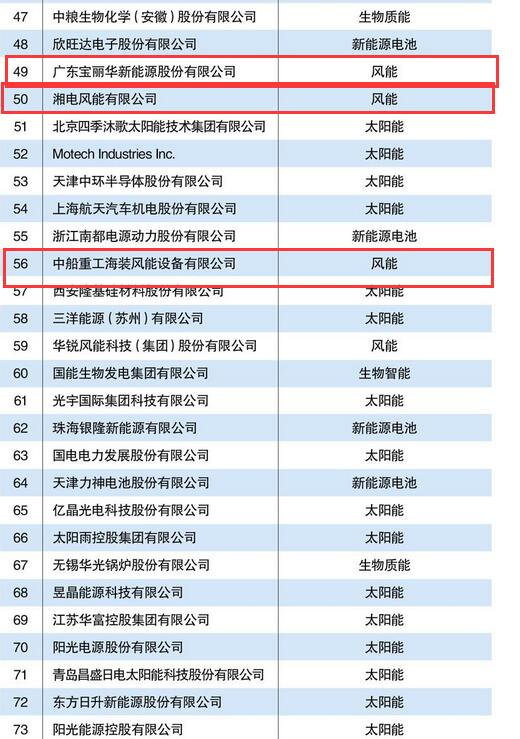 47 中粮生物化学(安徽)股份有限公司 生物质能
48 欣旺达电子股份有限公司 新能源电池
49 广东宝丽华新能源股份有限公司 风能
50 湘电风能有限公司 风能
51 北京四季沐歌太阳能技术集团有限公司 太阳能
52 Motech Industries Inc. 太阳能
53 天津中环半导体股份有限公司 太阳能
54 上海航天汽车机电股份有限公司 太阳能
55 浙江南都电源动力股份有限公司 新能源电池
56 中船重工海装风能设备有限公司 风能
57 西安隆基硅材料股份有限公司 太阳能
58 三洋能源(苏州)有限公司 太阳能
59 华锐风能科技(集团)股份有限公司 风能
60 国能生物发电集团有限公司 生物智能
61 光宇国际集团科技有限公司 太阳能
62 珠海银隆新能源有限公司 新能源电池
63 国电电力发展股份有限公司 太阳能
64 天津力神电池股份有限公司 新能源电池
65 亿晶光电科技股份有限公司 太阳能
66 太阳雨控股集团有限公司 太阳能
67 无锡华光锅炉股份有限公司 生物质能
68 昱晶能源科技有限公司 太阳能
69 江苏华富控股集团有限公司 太阳能
70 阳光电源股份有限公司 太阳能
71 青岛昌盛日电太阳能科技股份有限公司 太阳能
72 东方日升新能源股份有限公司 太阳能
73 阳光能源控股有限公司 太阳能